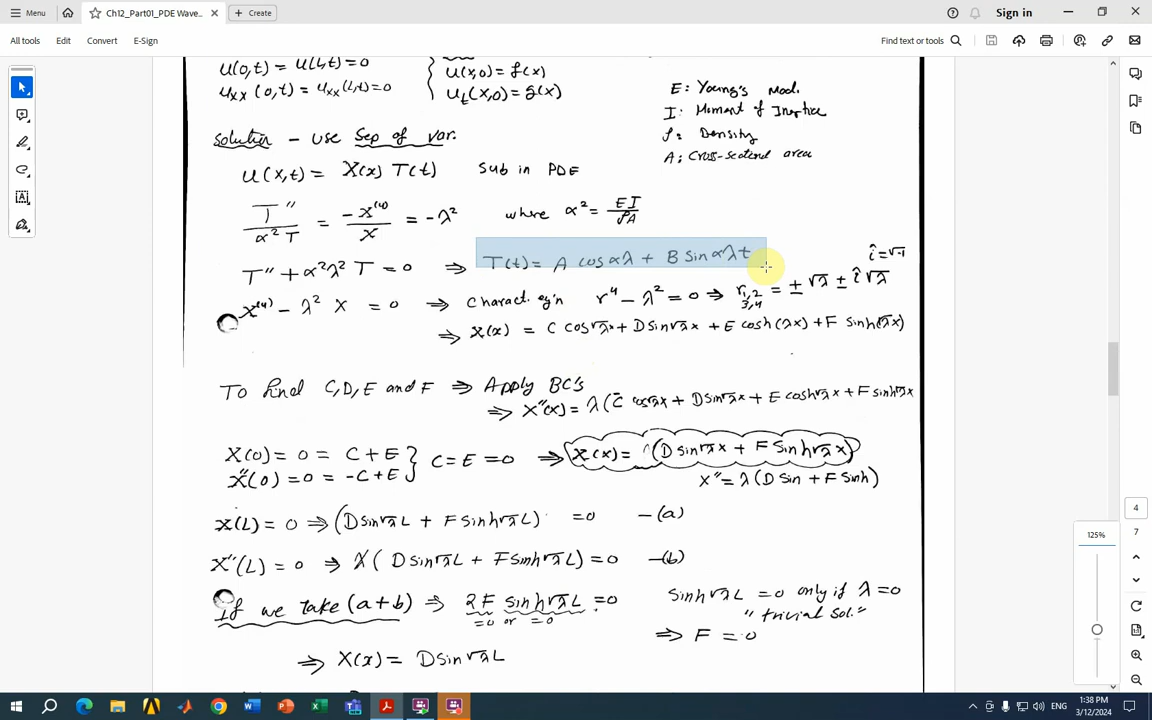 Menu
Ch12_Part01_PDE Wave...
Create
Sign in
All tools
Edit
Convert
E-Sign
Find text or tools
u(0,t) = u(L,t) = 0
u(x,0) = f(x)
uxx (0,t) = uxx (L,t) = 0
ut(x,0) = g(x)
E: Young's mod.
I: Moment of Inertia
ρ: Density
A: Cross-sectional area
Solution - use Sep of var.
u(x,t) = X(x) T(t) Sub in PDE
T''/α² T = -X⁽⁴⁾/X = -λ² where α² = EI/ρA
T'' + α²λ² T = 0 ⇒ T(t) = A cos αλ + B sin αλ t
î = √-1
X⁽⁴⁾ - λ² X = 0 ⇒ Charact. eq'n r⁴ - λ² = 0 ⇒ r1,2 3,4 = ± √λ ± î √λ
⇒ X(x) = C cos√λx + D sin√λx + E cosh(λx) + F sinh(√λx)
To find C, D, E and F ⇒ Apply BC's
⇒ X''(x) = λ(C cos√λx + D sin√λx + E cosh√λx + F sinh√λx
X(0) = 0 = C + E
X''(0) = 0 = -C + E } C = E = 0 ⇒ X(x) = (D sin√λx + F Sinh√λx)
X'' = λ(D Sin + F Sinh)
X(L) = 0 ⇒ (D sin√λL + F sinh√λL) = 0 -(a)
X''(L) = 0 ⇒ λ( D sin√λL + F sinh√λL) = 0 -(b)
If we take (a+b) ⇒ 2F sinh√λL = 0
=0 or =0
Sinh√λL = 0 only if λ = 0
"trivial Sol."
⇒ F = 0
⇒ X(x) = D sin√λL
4
7
125%
ENG
1:38 PM
3/12/2024